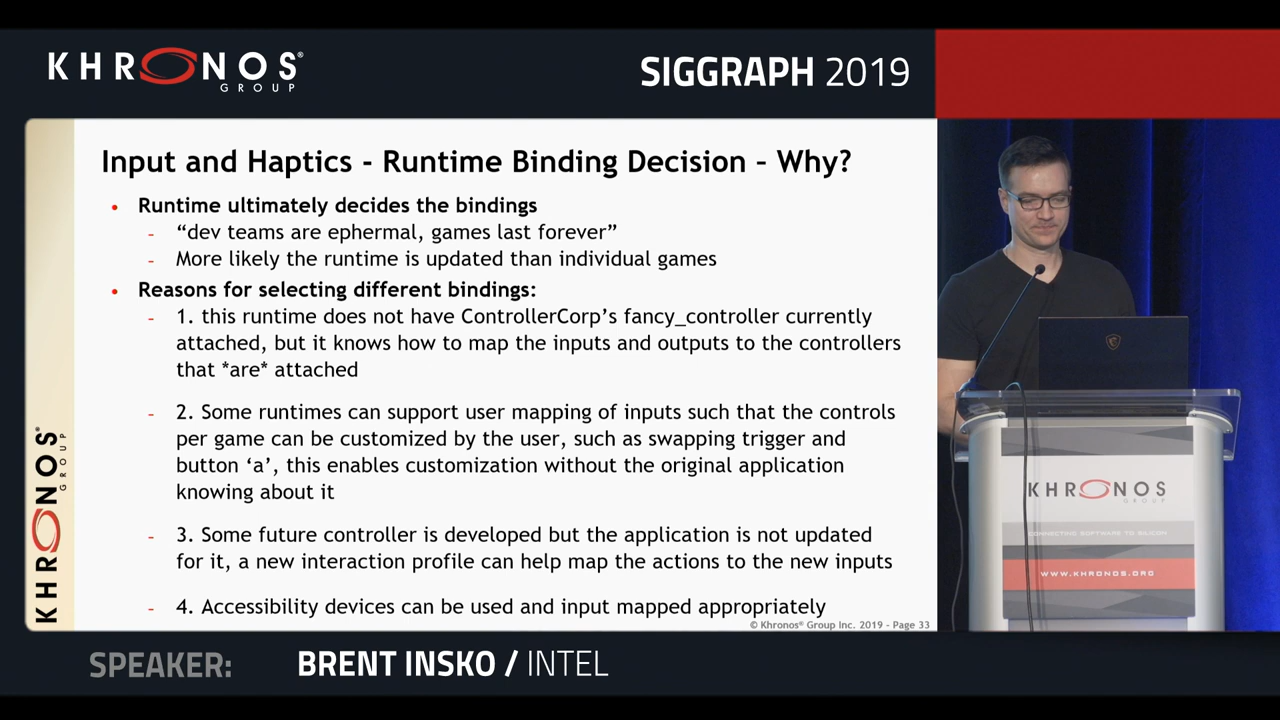 KHRONOS®
GROUP
SIGGRAPH 2019
Input and Haptics - Runtime Binding Decision – Why?
• Runtime ultimately decides the bindings
- “dev teams are ephermal, games last forever”
- More likely the runtime is updated than individual games
• Reasons for selecting different bindings:
- 1. this runtime does not have ControllerCorp’s fancy_controller currently
attached, but it knows how to map the inputs and outputs to the controllers
that *are* attached
- 2. Some runtimes can support user mapping of inputs such that the controls
per game can be customized by the user, such as swapping trigger and
button ‘a’, this enables customization without the original application
knowing about it
- 3. Some future controller is developed but the application is not updated
for it, a new interaction profile can help map the actions to the new inputs
- 4. Accessibility devices can be used and input mapped appropriately
© Khronos® Group Inc. 2019 - Page 33
KHRONOS®
GROUP
KHRONOS
GROUP
CONNECTING SOFTWARE TO SILICON
WWW.KHRONOS.ORG
SPEAKER: BRENT INSKO / INTEL